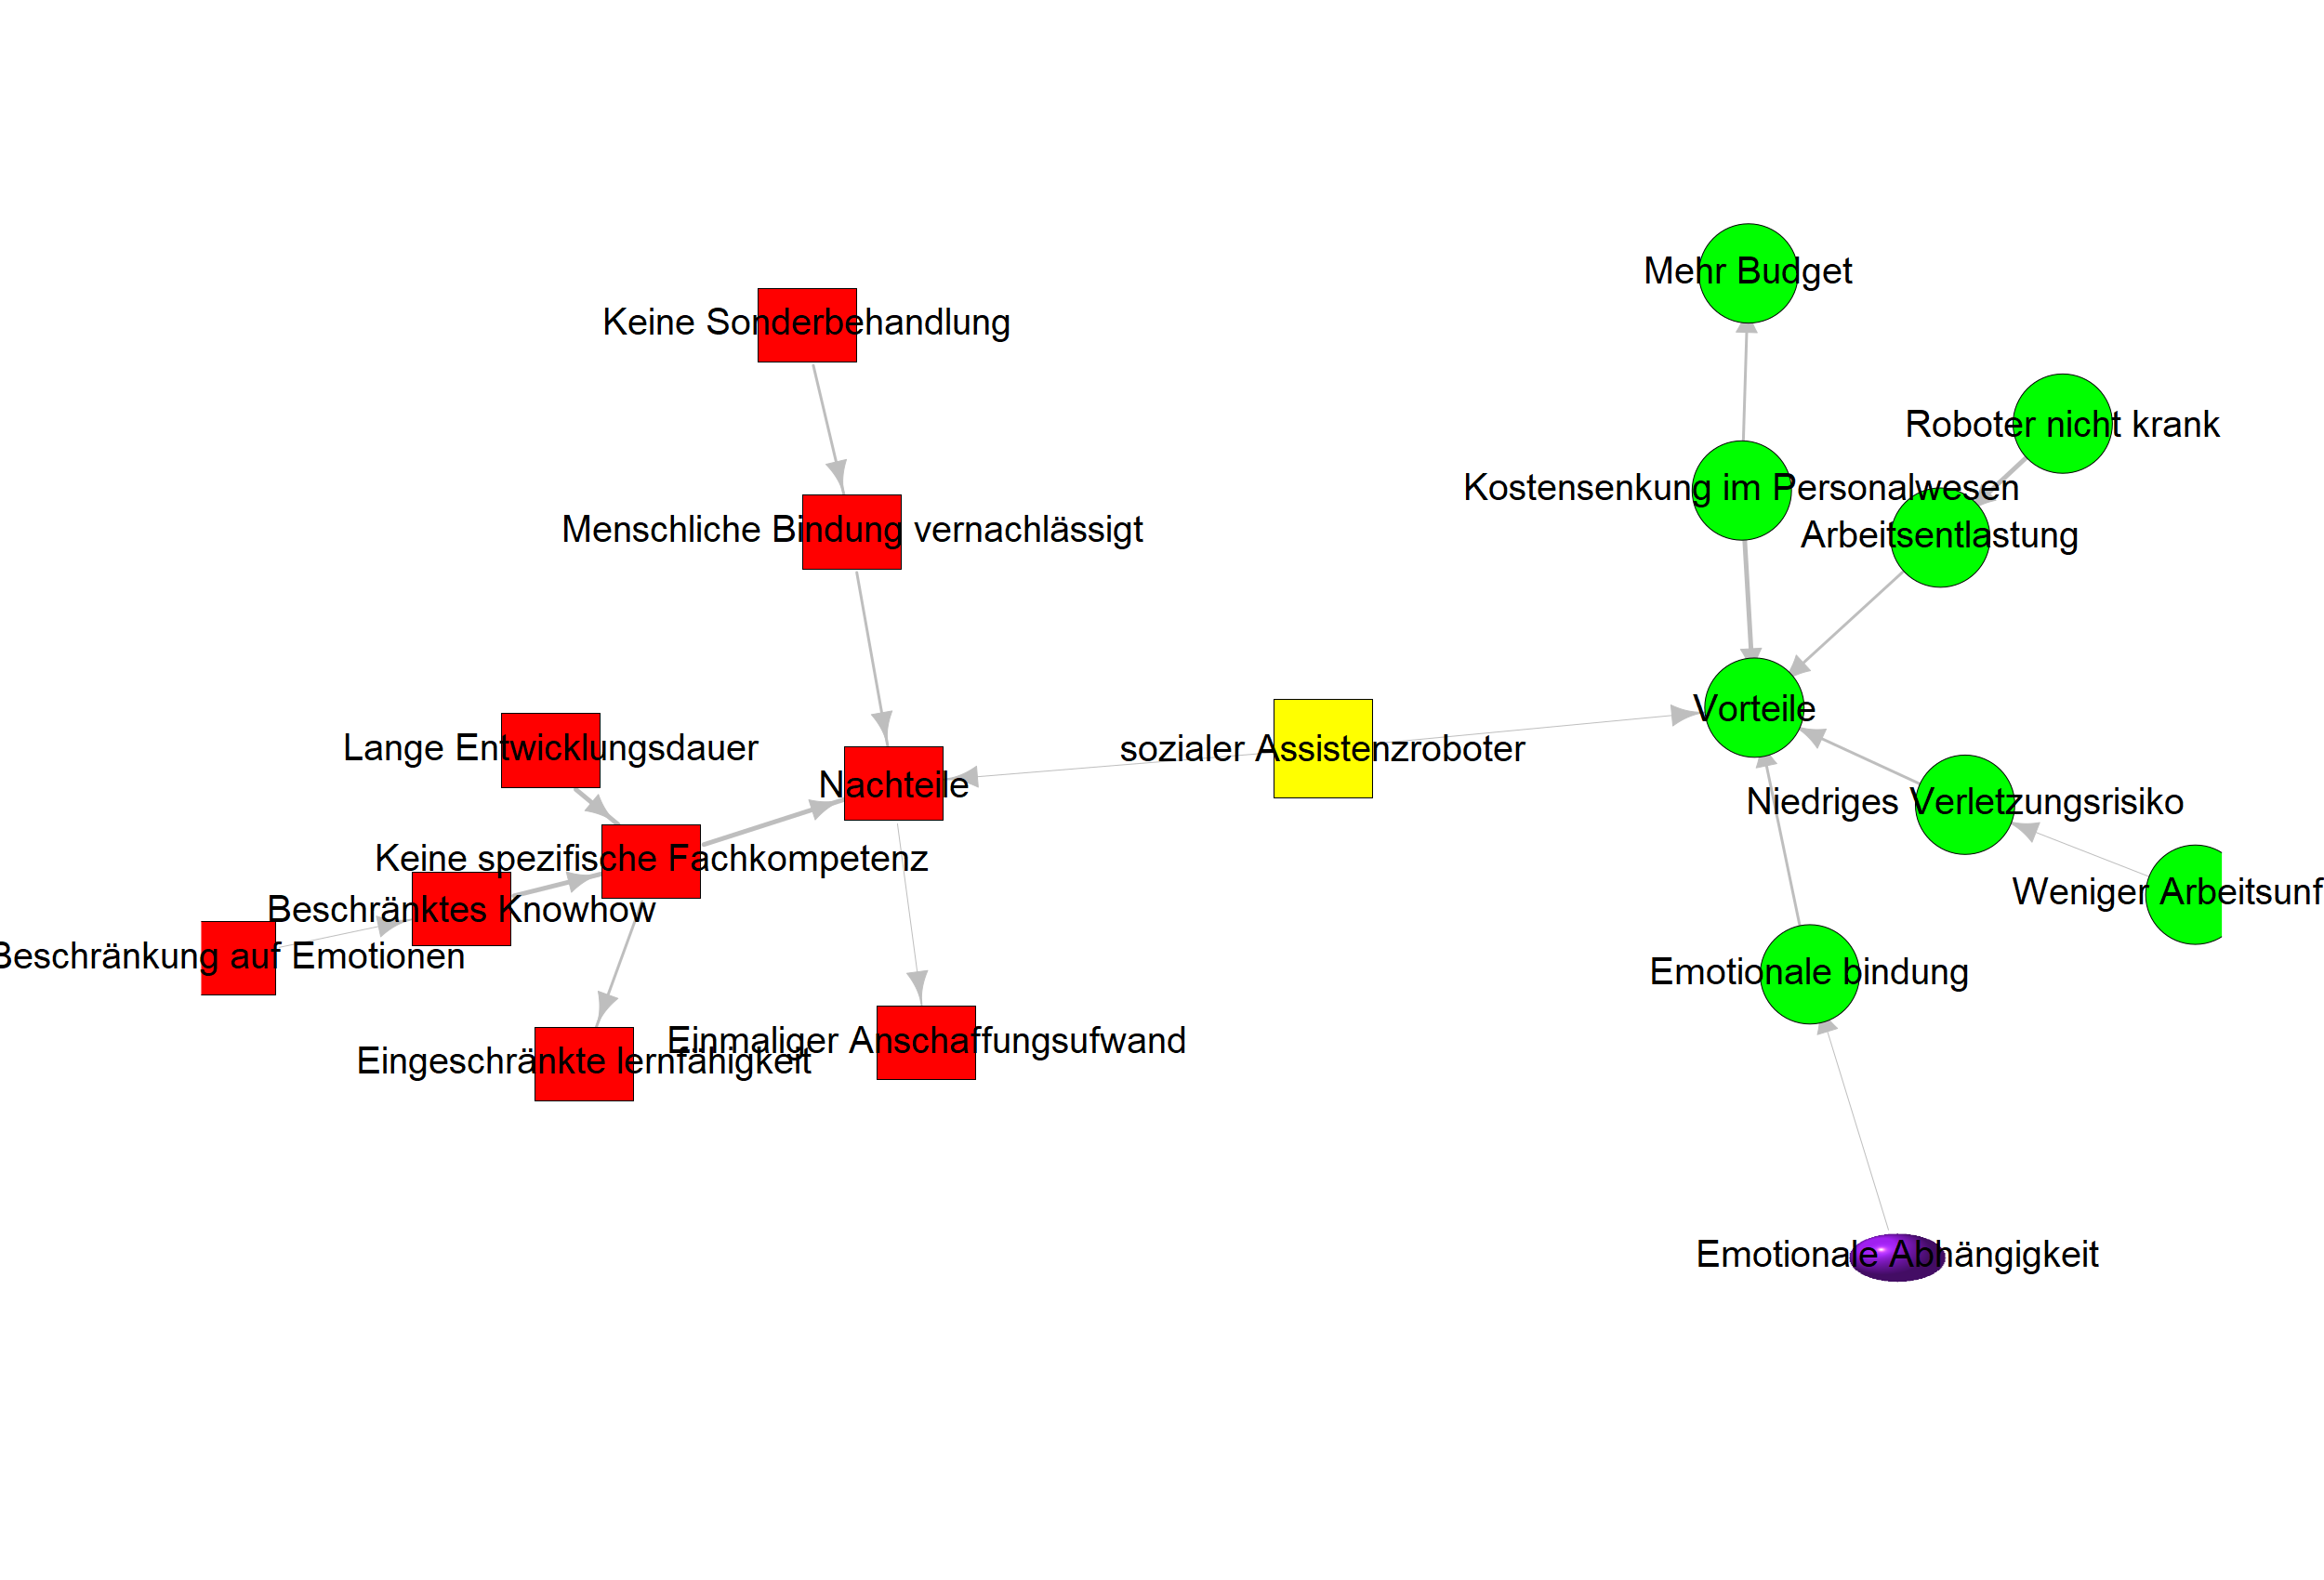 Mehr Budget
Keine Sonderbehandlung
Roboter nicht krank
Kostensenkung im Personalwesen
Menschliche Bindung vernachlässigt
Arbeitsentlastung
Vorteile
Lange Entwicklungsdauer
sozialer Assistenzroboter
Nachteile
Niedriges Verletzungsrisiko
Keine spezifische Fachkompetenz
Weniger Arbeitsunf
Beschränktes Knowhow
Beschränkung auf Emotionen
Emotionale bindung
Einmaliger Anschaffungsufwand
Eingeschränkte lernfähigkeit
Emotionale Abhängigkeit